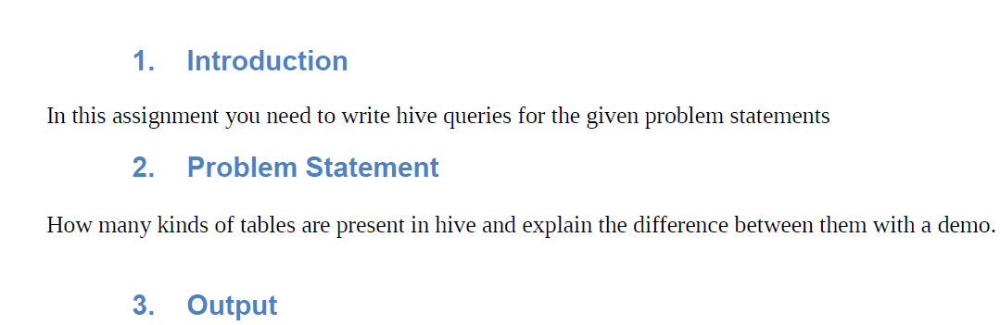 1. Introduction
In this assignment you need to write hive queries for the given problem statements
2. Problem Statement
How many kinds of tables are present in hive and explain the difference between them with a demo.
3. Output